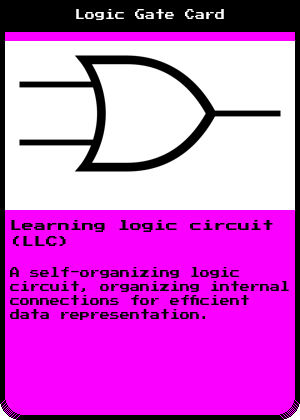 Logic Gate Card
Learning logic circuit
(LLC)
A self-organizing logic
circuit, organizing internal
connections for efficient
data representation.